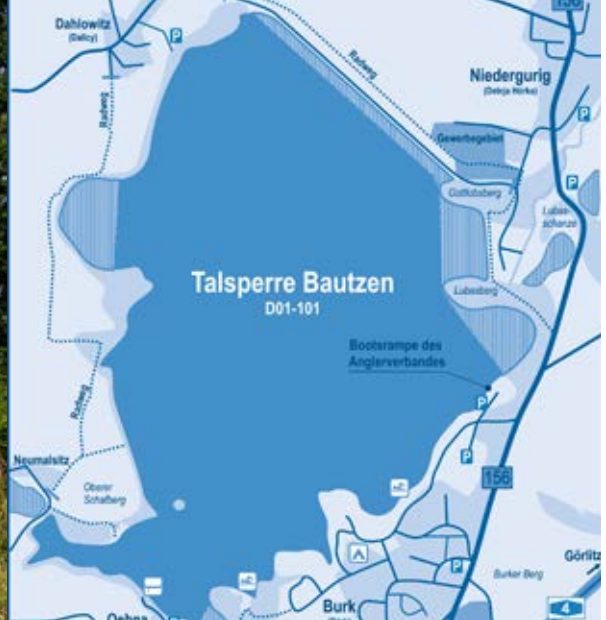 156
Dahlowitz
(Dalicy)
P
Radweg
Niedergurig
(Delnja Hórka)
Radweg
P
Gewerbegebiet
P
Gottlobsberg
Lubas-
schanze
Talsperre Bautzen
D01-101
Lubasberg
Bootsrampe des
Anglerverbandes
P
Radweg
P
Neumalsitz
156
Oberer
Schafberg
P
Görlitz
Burker Berg
Burk
4
Oehna